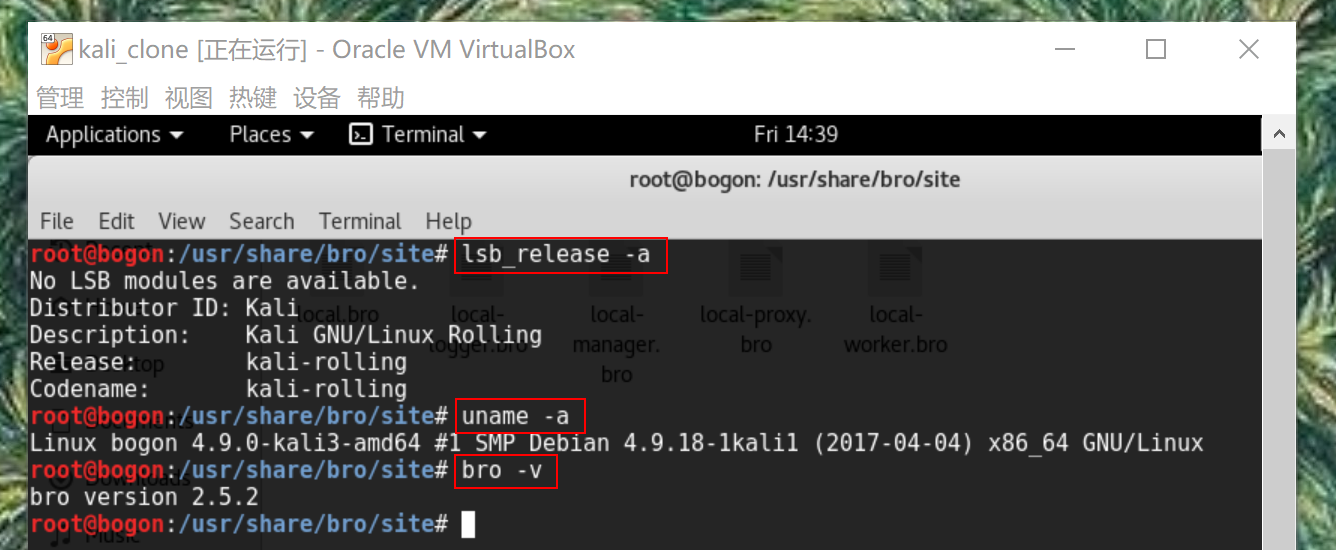 64
kali_clone [正在运行] - Oracle VM VirtualBox
管理 控制 视图 热键 设备 帮助
Applications Places Terminal Fri 14:39
root@bogon: /usr/share/bro/site
File Edit View Search Terminal Help
root@bogon:/usr/share/bro/site# lsb_release -a
No LSB modules are available.
Distributor ID: Kali
Description: Kali GNU/Linux Rolling
Release: kali-rolling
Codename: kali-rolling
root@bogon:/usr/share/bro/site# uname -a
Linux bogon 4.9.0-kali3-amd64 #1 SMP Debian 4.9.18-1kali1 (2017-04-04) x86_64 GNU/Linux
root@bogon:/usr/share/bro/site# bro -v
bro version 2.5.2
root@bogon:/usr/share/bro/site#
local.bro
local-
logger.bro
local-
manager.
bro
local-proxy.
bro
local-
worker.bro
Downloads
Music